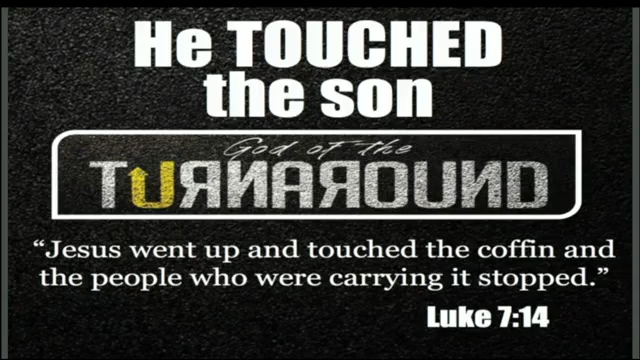 He TOUCHED
the son
God of the
TURNAROUND
“Jesus went up and touched the coffin and
the people who were carrying it stopped.”
Luke 7:14